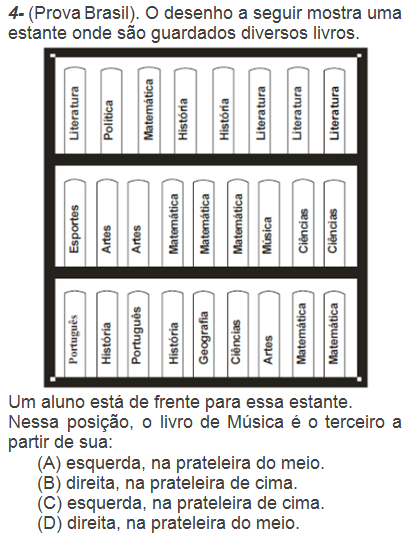 4- (Prova Brasil). O desenho a seguir mostra uma
estante onde são guardados diversos livros.
Literatura
Política
Matemática
História
História
Literatura
Literatura
Literatura
Esportes
Artes
Artes
Matemática
Matemática
Matemática
Música
Ciências
Ciências
Português
História
Português
História
Geografia
Ciências
Artes
Matemática
Matemática
Um aluno está de frente para essa estante.
Nessa posição, o livro de Música é o terceiro a
partir de sua:
(A) esquerda, na prateleira do meio.
(B) direita, na prateleira de cima.
(C) esquerda, na prateleira de cima.
(D) direita, na prateleira do meio.